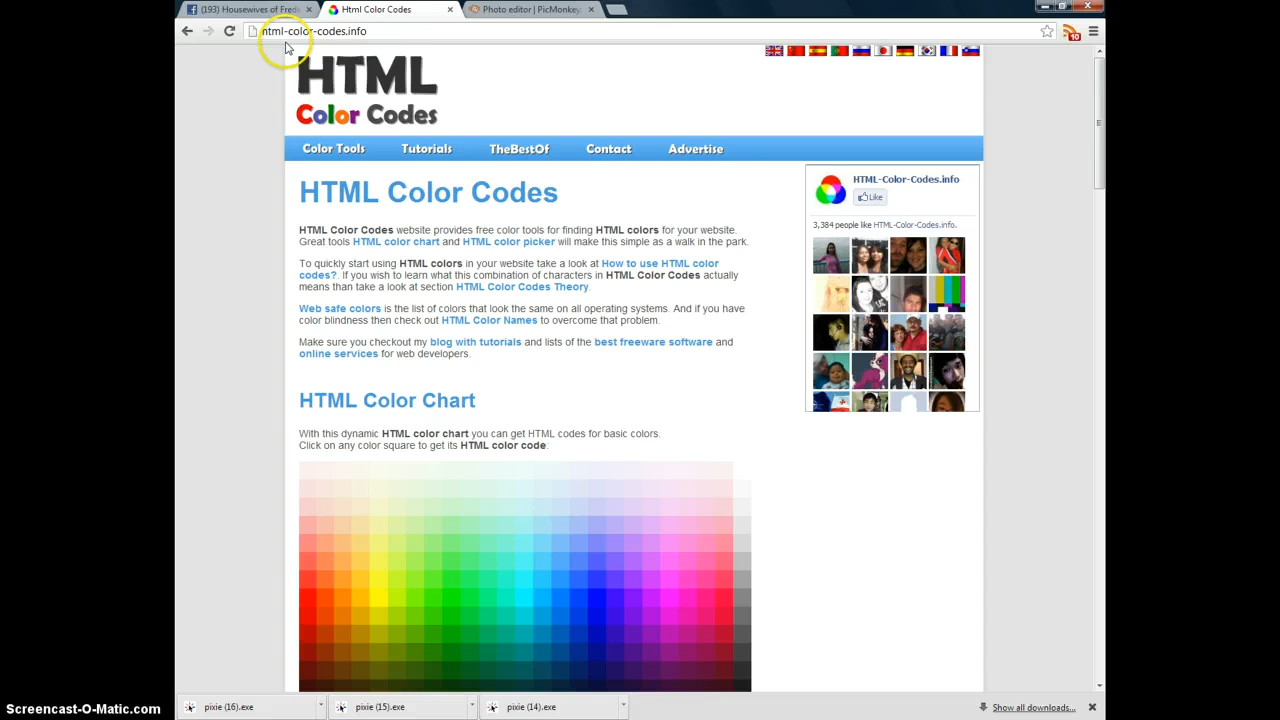 (193) Housewives of Fred
Html Color Codes
Photo editor | PicMonkey
html-color-codes.info
10
HTML
Color Codes
Color Tools
Tutorials
TheBestOf
Contact
Advertise
HTML Color Codes
HTML Color Codes website provides free color tools for finding HTML colors for your website.
Great tools HTML color chart and HTML color picker will make this simple as a walk in the park.
To quickly start using HTML colors in your website take a look at How to use HTML color
codes?. If you wish to learn what this combination of characters in HTML Color Codes actually
means than take a look at section HTML Color Codes Theory.
Web safe colors is the list of colors that look the same on all operating systems. And if you have
color blindness then check out HTML Color Names to overcome that problem.
Make sure you checkout my blog with tutorials and lists of the best freeware software and
online services for web developers.
HTML-Color-Codes.info
Like
3,384 people like HTML-Color-Codes.info.
HTML Color Chart
With this dynamic HTML color chart you can get HTML codes for basic colors.
Click on any color square to get its HTML color code:
pixie (16).exe
pixie (15).exe
pixie (14).exe
Show all downloads...
Screencast-O-Matic.com